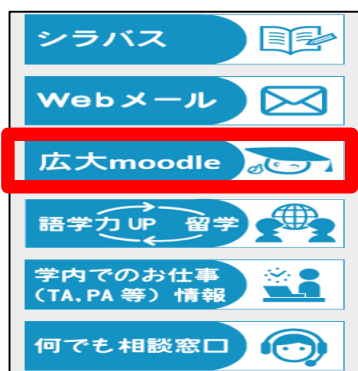 シラバス
Webメール
広大moodle
語学力UP 留学
学内でのお仕事
(TA,PA 等) 情報
何でも相談窓口